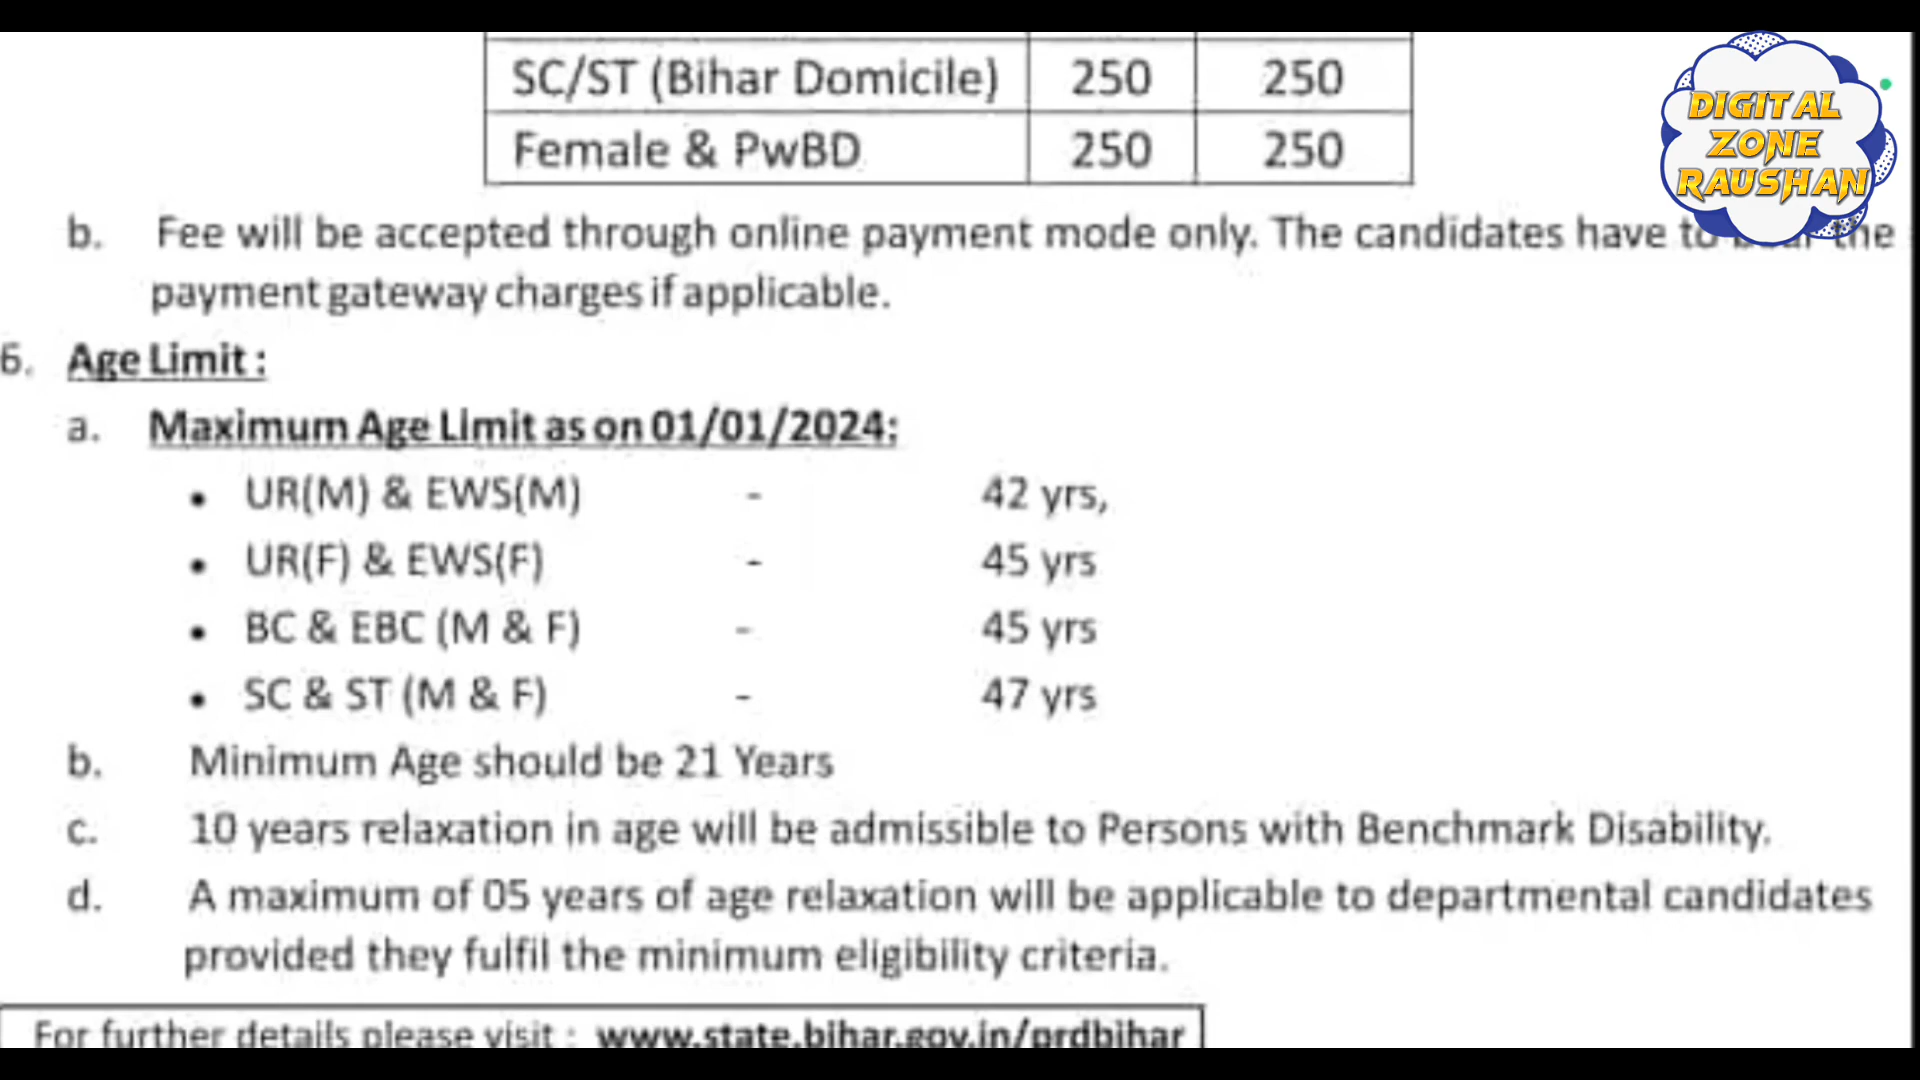 SC/ST (Bihar Domicile) 250 250
Female & PwBD 250 250
DIGITAL
ZONE
RAUSHAN
b. Fee will be accepted through online payment mode only. The candidates have to the
payment gateway charges if applicable.
6. Age Limit :
a. Maximum Age Limit as on 01/01/2024:
• UR(M) & EWS(M) - 42 yrs,
• UR(F) & EWS(F) - 45 yrs
• BC & EBC (M & F) - 45 yrs
• SC & ST (M & F) - 47 yrs
b. Minimum Age should be 21 Years
c. 10 years relaxation in age will be admissible to Persons with Benchmark Disability.
d. A maximum of 05 years of age relaxation will be applicable to departmental candidates
provided they fulfil the minimum eligibility criteria.
For further details please visit : www.state.bihar.gov.in/prdbihar